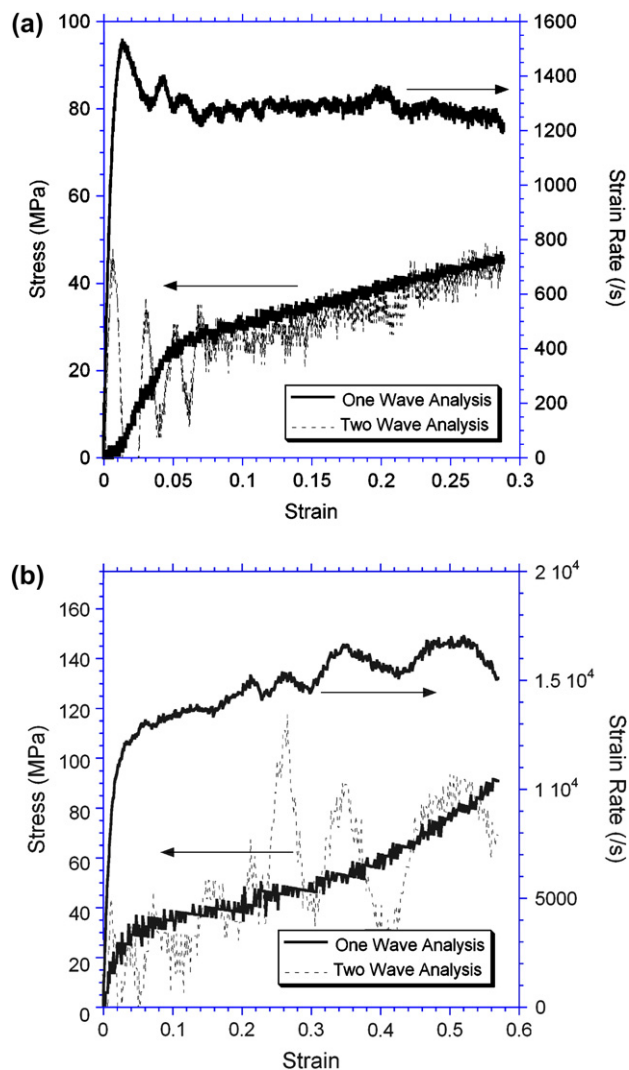 (a)
100
80
60
40
20
0
Stress (MPa)
1600
1400
1200
1000
800
600
400
200
0
Strain Rate (/s)
One Wave Analysis
Two Wave Analysis
0 0.05 0.1 0.15 0.2 0.25 0.3
Strain
(b)
160
140
120
100
80
60
40
20
0
Stress (MPa)
2 10⁴
1.5 10⁴
1 10⁴
5000
0
Strain Rate (/s)
One Wave Analysis
Two Wave Analysis
0 0.1 0.2 0.3 0.4 0.5 0.6
Strain